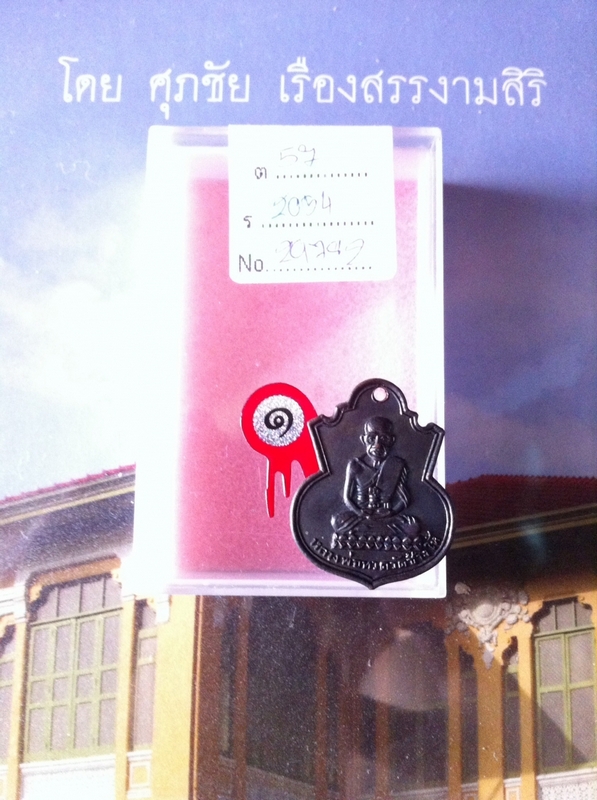 โดย ศุภชัย เรืองสรรงามสิริ
ต 57
ร 2054
No. 29742
๑